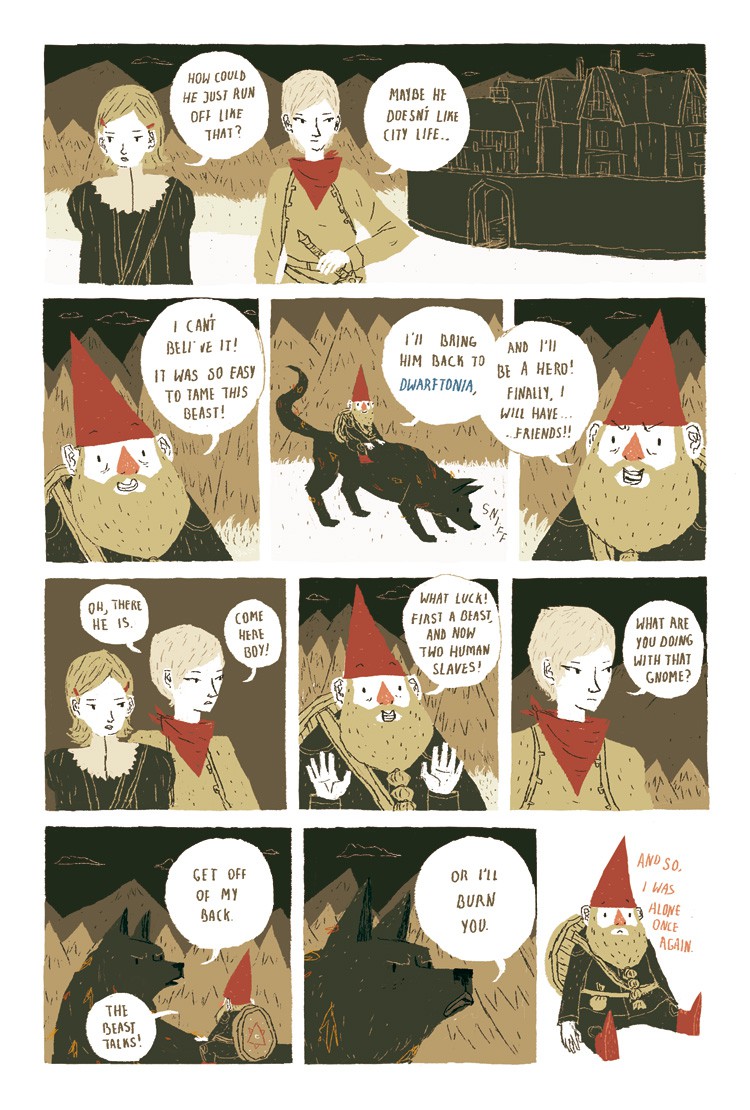 HOW COULD
HE JUST RUN
OFF LIKE
THAT?
MAYBE HE
DOESN'T LIKE
CITY LIFE..
I CAN'T
BELI VE IT!
IT WAS SO EASY
TO TAME THIS
BEAST!
I'LL BRING
HIM BACK TO
DWARFTONIA,
SNIFF
AND I'LL
BE A HERO!
FINALLY, I
WILL HAVE...
..FRIENDS!!
OH, THERE
HE IS.
COME
HERE
BOY!
WHAT LUCK!
FIRST A BEAST,
AND NOW
TWO HUMAN
SLAVES!
WHAT ARE
YOU DOING
WITH THAT
GNOME?
GET OFF
OF MY
BACK.
THE
BEAST
TALKS!
OR I'LL
BURN
YOU.
AND SO,
I WAS
ALONE
ONCE
AGAIN.